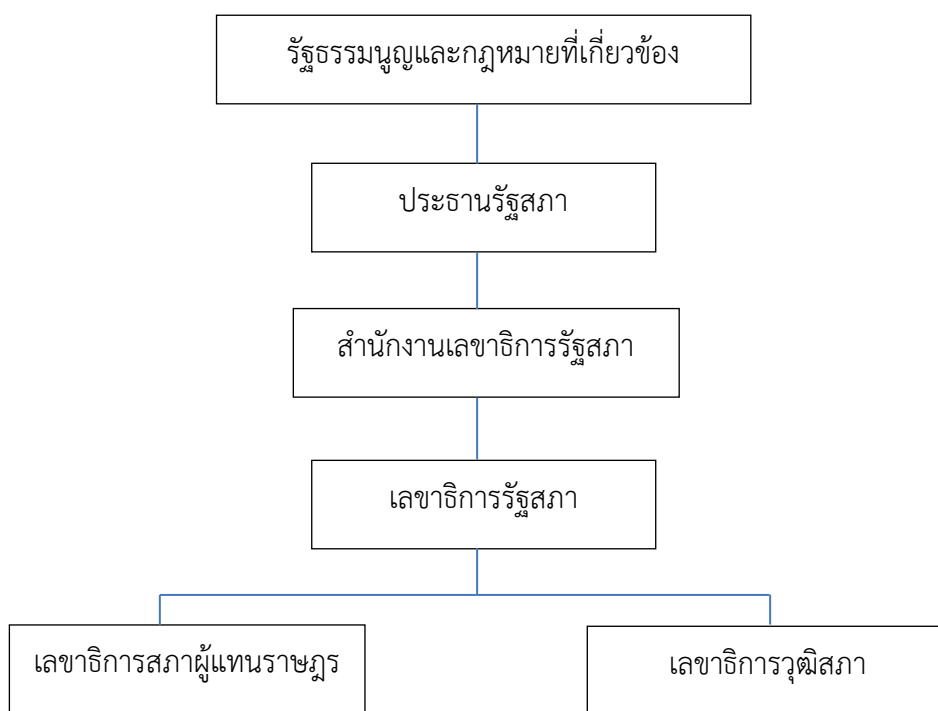 รัฐธรรมนูญและกฎหมายที่เกี่ยวข้อง
ประธานรัฐสภา
สำนักงานเลขาธิการรัฐสภา
เลขาธิการรัฐสภา
เลขาธิการสภาผู้แทนราษฎร
เลขาธิการวุฒิสภา